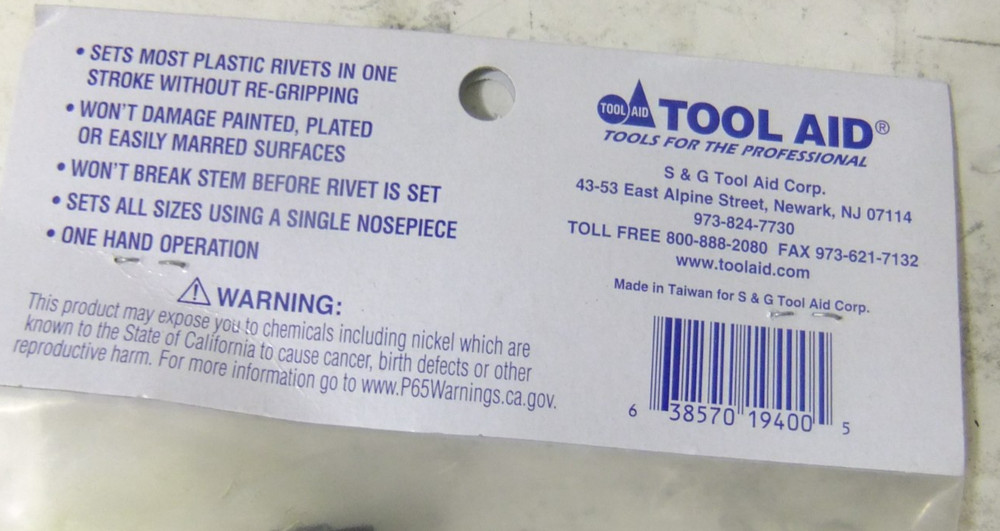 • SETS MOST PLASTIC RIVETS IN ONE
STROKE WITHOUT RE-GRIPPING
• WON'T DAMAGE PAINTED, PLATED
OR EASILY MARRED SURFACES
• WON'T BREAK STEM BEFORE RIVET IS SET
• SETS ALL SIZES USING A SINGLE NOSEPIECE
• ONE HAND OPERATION
⚠ WARNING:
This product may expose you to chemicals including nickel which are
known to the State of California to cause cancer, birth defects or other
reproductive harm. For more information go to www.P65Warnings.ca.gov.
TOOL AID TOOL AID®
TOOLS FOR THE PROFESSIONAL
S & G Tool Aid Corp.
43-53 East Alpine Street, Newark, NJ 07114
973-824-7730
TOLL FREE 800-888-2080 FAX 973-621-7132
www.toolaid.com
Made in Taiwan for S & G Tool Aid Corp.
6 38570 19400 5